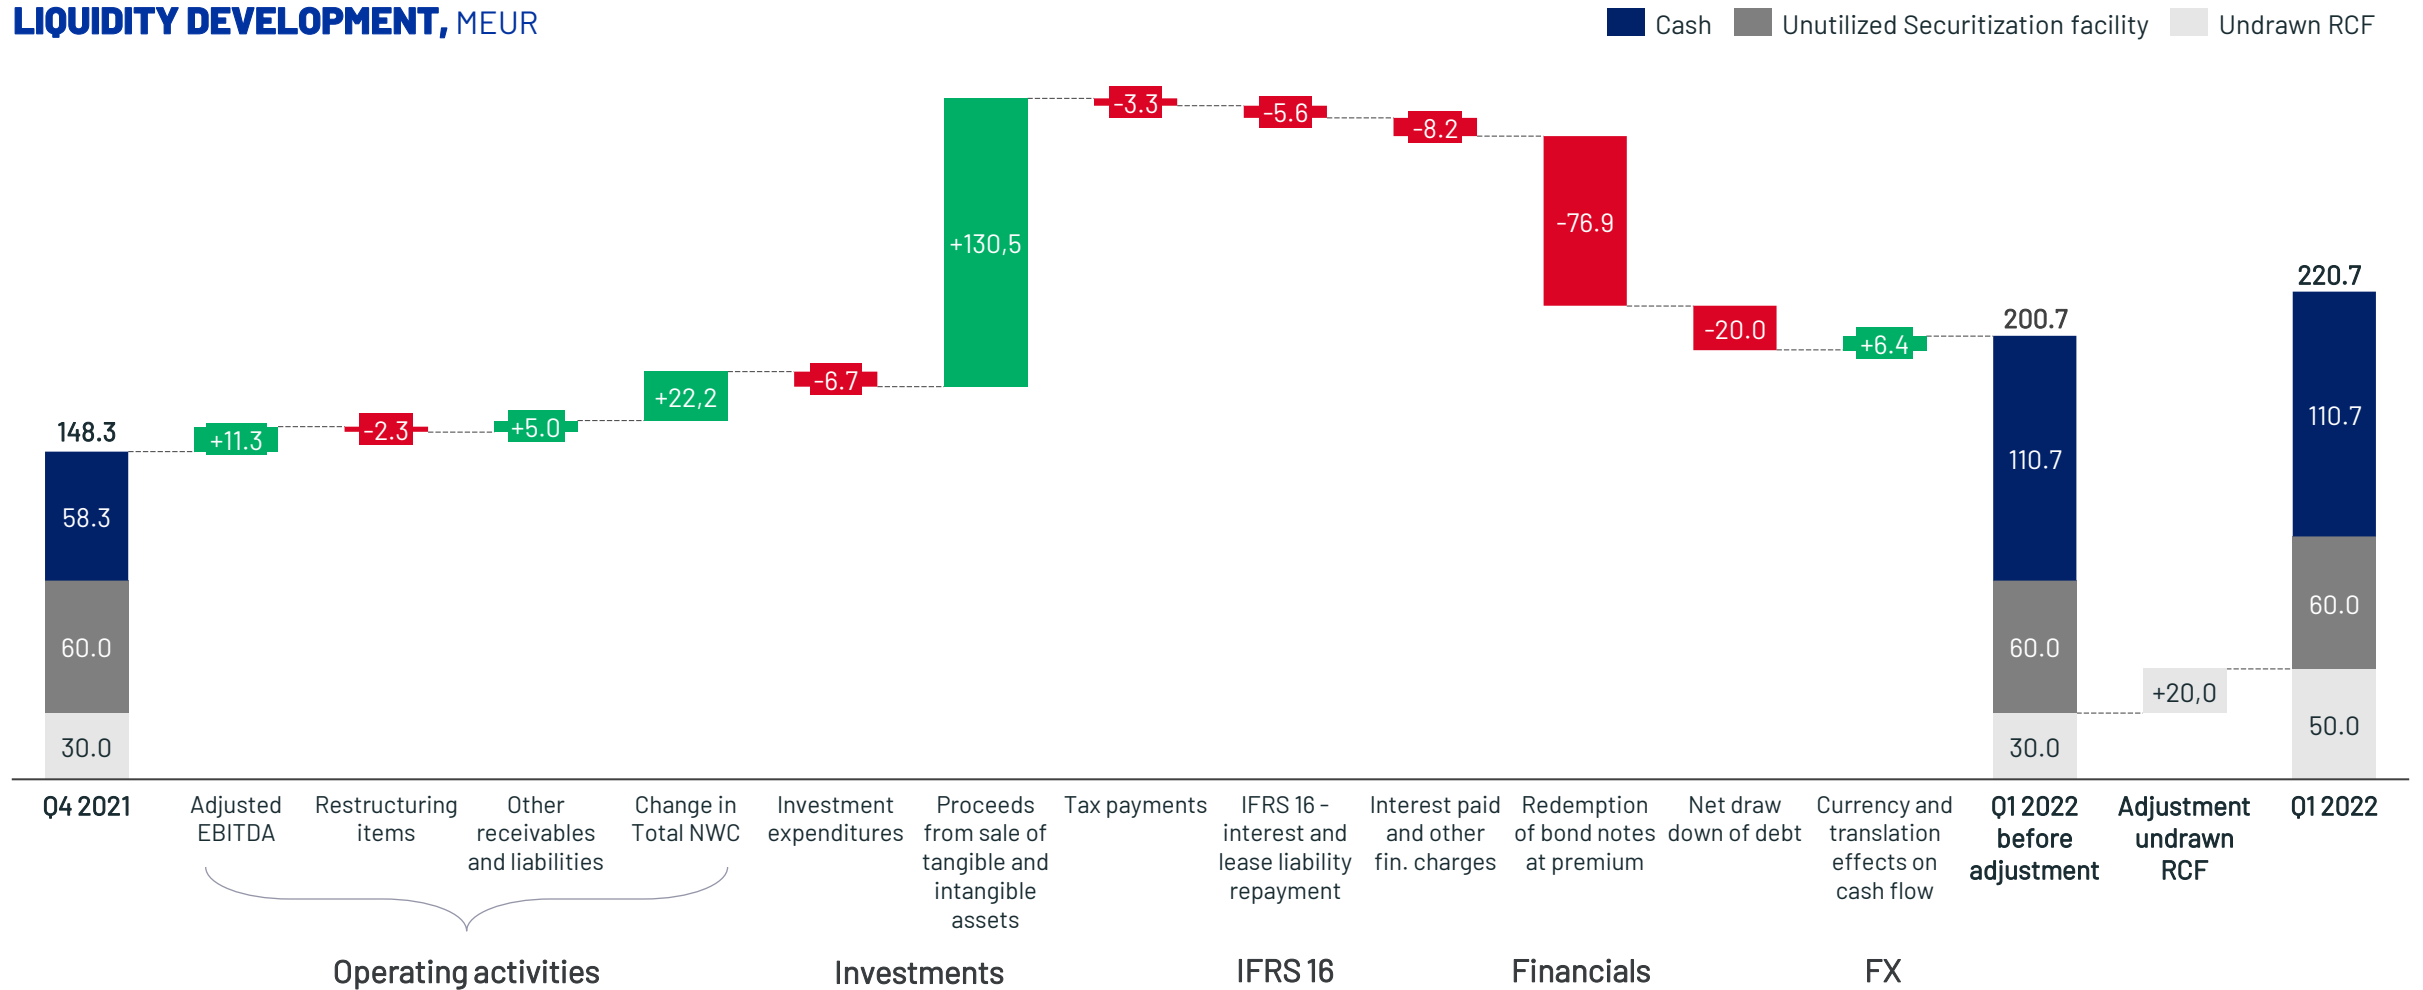 LIQUIDITY DEVELOPMENT, MEUR
Cash
Unutilized Securitization facility
Undrawn RCF
148.3
58.3
60.0
30.0
+11.3
-2.3
+5.0
+22,2
-6.7
+130,5
-3.3
-5.6
-8.2
-76.9
-20.0
+6.4
200.7
110.7
60.0
30.0
+20,0
220.7
110.7
60.0
50.0
Q4 2021
Adjusted
EBITDA
Restructuring
items
Other
receivables
and liabilities
Change in
Total NWC
Investment
expenditures
Proceeds
from sale of
tangible and
intangible
assets
Tax payments
IFRS 16 -
interest and
lease liability
repayment
Interest paid
and other
fin. charges
Redemption
of bond notes
at premium
Net draw
down of debt
Currency and
translation
effects on
cash flow
Q1 2022
before
adjustment
Adjustment
undrawn
RCF
Q1 2022
Operating activities
Investments
IFRS 16
Financials
FX